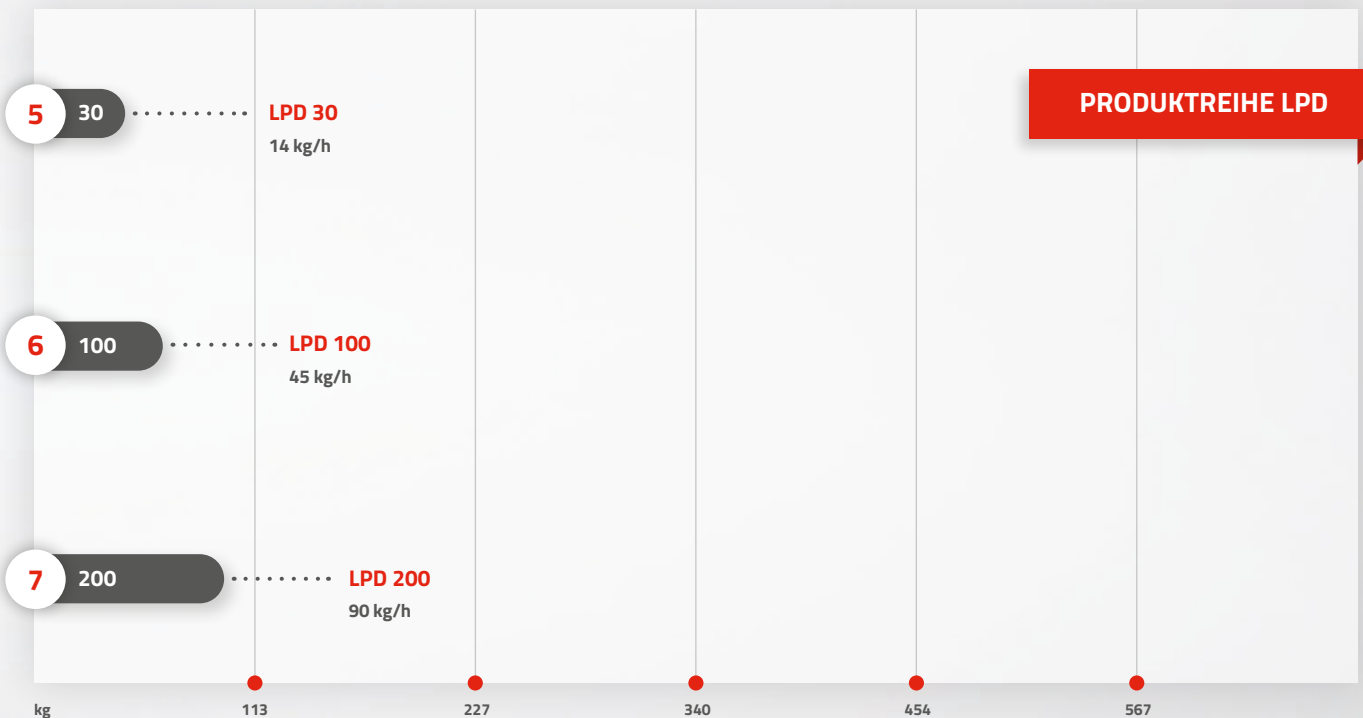 PRODUKTREIHE LPD
5 30 LPD 30
14 kg/h
6 100 LPD 100
45 kg/h
7 200 LPD 200
90 kg/h
kg 113 227 340 454 567